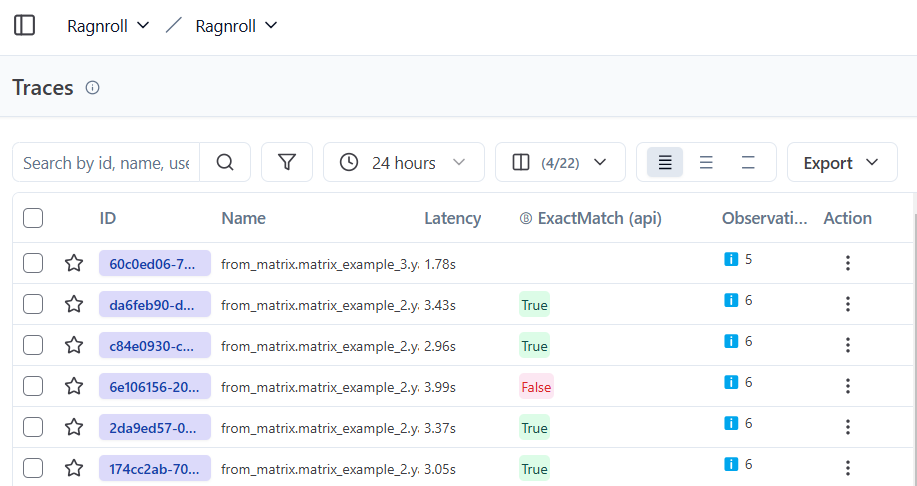 Ragnroll / Ragnroll
Traces
Search by id, name, use 24 hours (4/22) Export
ID Name Latency Ⓑ ExactMatch (api) Observati... Action
60c0ed06-7... from_matrix.matrix_example_3.y 1.78s 5
da6feb90-d... from_matrix.matrix_example_2.y 3.43s True 6
c84e0930-c... from_matrix.matrix_example_2.y 2.96s True 6
6e106156-20... from_matrix.matrix_example_2.y 3.99s False 6
2da9ed57-0... from_matrix.matrix_example_2.y 3.37s True 6
174cc2ab-70... from_matrix.matrix_example_2.y 3.05s True 6